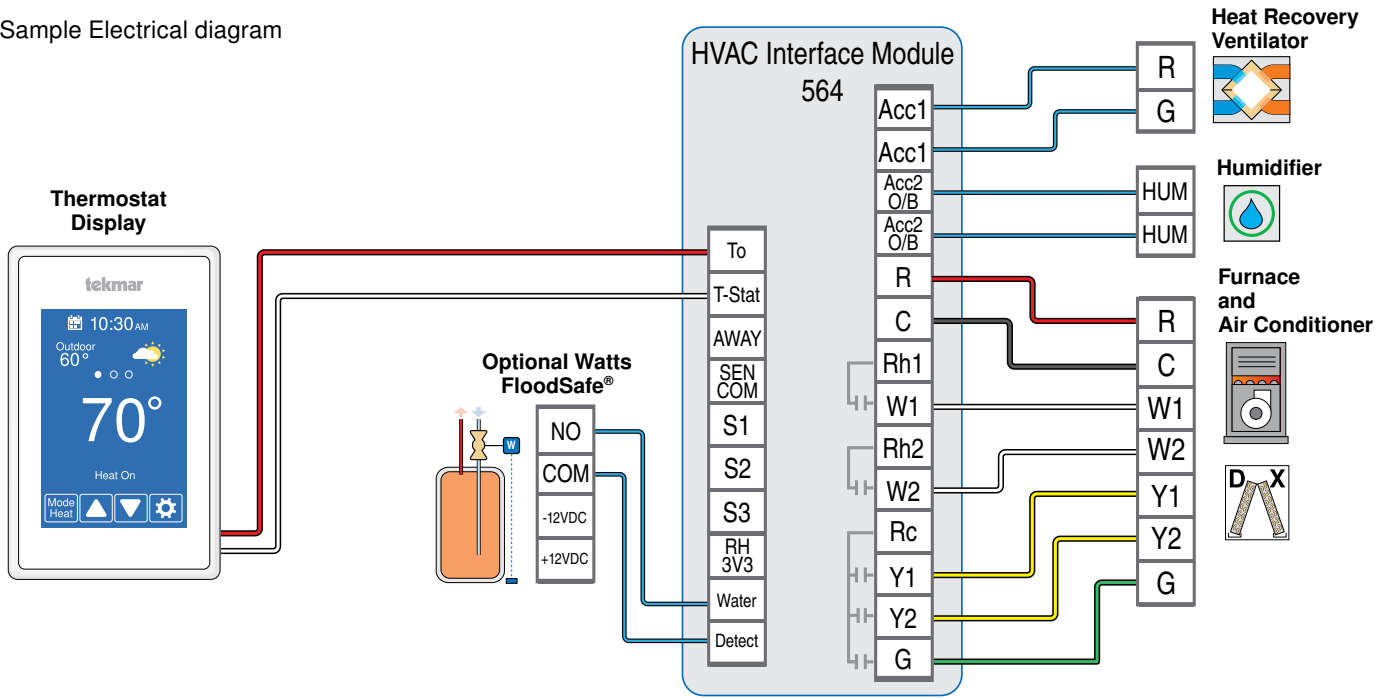 Sample Electrical diagram
Thermostat
Display
tekmar
10:30 AM
Outdoor
60°
70°
Heat On
Mode
Heat
Optional Watts
FloodSafe®
W
NO
COM
-12VDC
+12VDC
HVAC Interface Module
564
To
T-Stat
AWAY
SEN
COM
S1
S2
S3
RH
3V3
Water
Detect
Acc1
Acc1
Acc2
O/B
Acc2
O/B
R
C
Rh1
W1
Rh2
W2
Rc
Y1
Y2
G
Heat Recovery
Ventilator
R
G
Humidifier
HUM
HUM
Furnace
and
Air Conditioner
R
C
W1
W2
Y1
Y2
G
D X